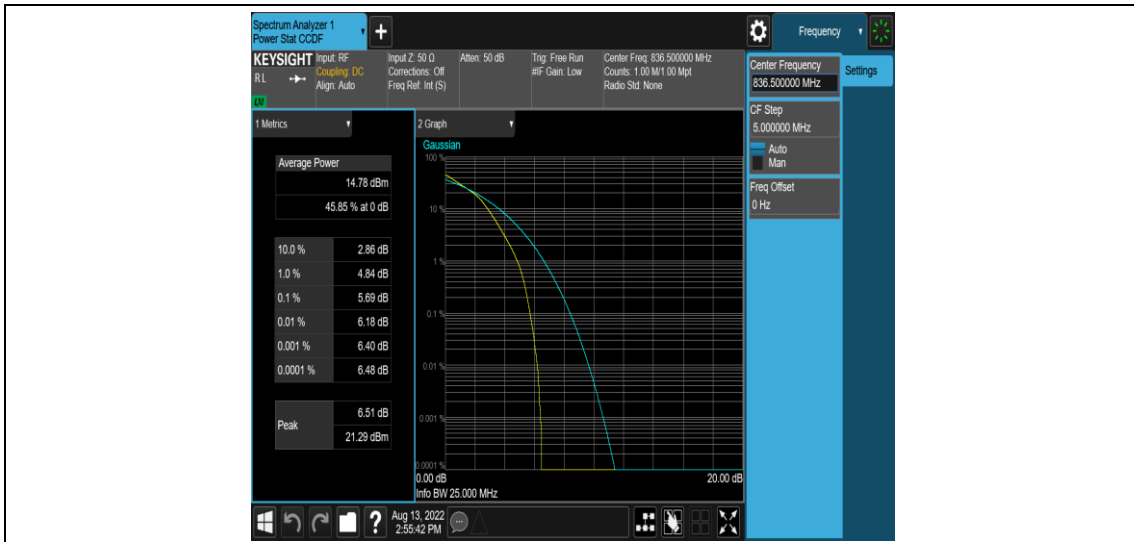 Spectrum Analyzer 1
Power Stat CCDF
+
Frequency
KEYSIGHT
RL
LXI
Input: RF
Coupling: DC
Align: Auto
Input Z: 50 Ω
Corrections: Off
Freq Ref: Int (S)
Atten: 50 dB
Trig: Free Run
#IF Gain: Low
Center Freq: 836.500000 MHz
Counts: 1.00 M/1.00 Mpt
Radio Std: None
Center Frequency
836.500000 MHz
Settings
CF Step
5.000000 MHz
Auto
Man
Freq Offset
0 Hz
1 Metrics
Average Power
14.78 dBm
45.85 % at 0 dB
10.0 % 2.86 dB
1.0 % 4.84 dB
0.1 % 5.69 dB
0.01 % 6.18 dB
0.001 % 6.40 dB
0.0001 % 6.48 dB
Peak
6.51 dB
21.29 dBm
2 Graph
Gaussian
100 %
10 %
1 %
0.1 %
0.01 %
0.001 %
0.0001 %
0.00 dB 20.00 dB
Info BW 25.000 MHz
?
Aug 13, 2022
2:55:42 PM